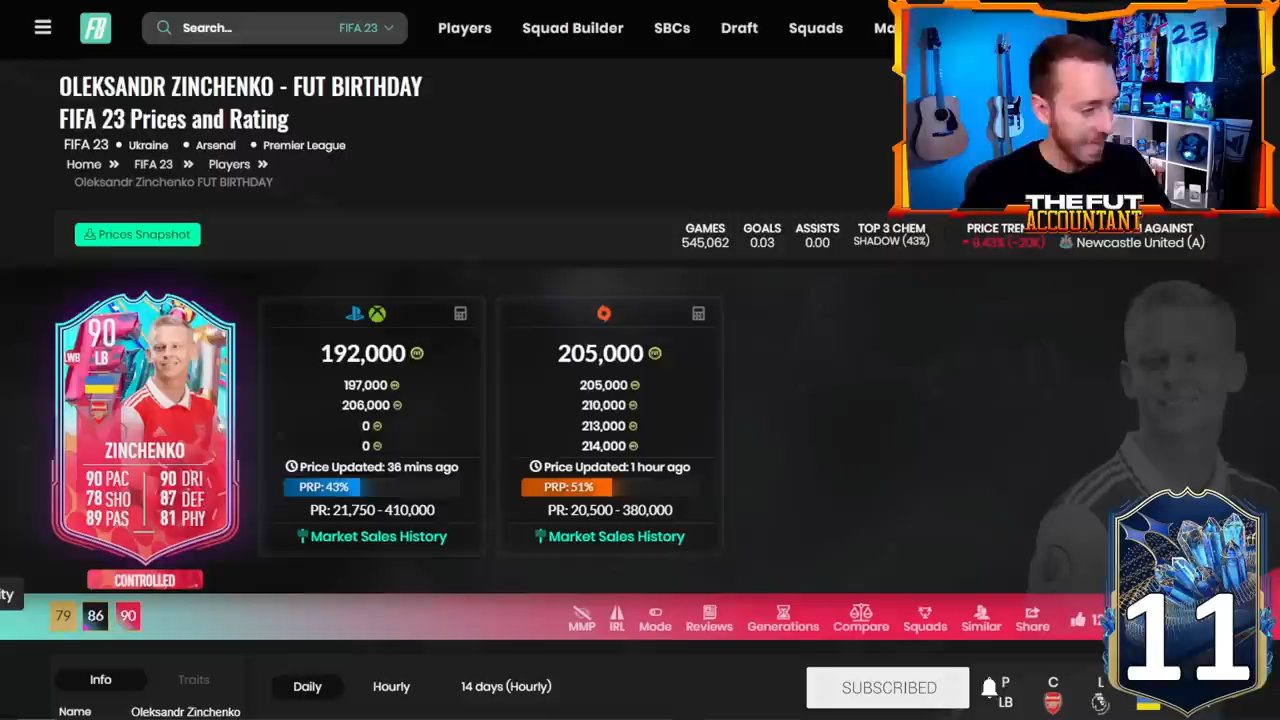 FB
Search...
FIFA 23
Players
Squad Builder
SBCs
Draft
Squads
23
OLEKSANDR ZINCHENKO - FUT BIRTHDAY
FIFA 23 Prices and Rating
FIFA 23 • Ukraine • Arsenal • Premier League
Home » FIFA 23 » Players »
Oleksandr Zinchenko FUT BIRTHDAY
THE FUT
ACCOUNTANT
Prices Snapshot
GAMES
545,062
GOALS
0.03
ASSISTS
0.00
TOP 3 CHEM
SHADOW (43%)
PRICE
AGAINST
Newcastle United (A)
90
LB
LWB
ZINCHENKO
90 PAC
90 DRI
78 SHO
87 DEF
89 PAS
81 PHY
CONTROLLED
192,000
197,000
206,000
0
0
Price Updated: 36 mins ago
PRP: 43%
PR: 21,750 - 410,000
Market Sales History
205,000
205,000
210,000
213,000
214,000
Price Updated: 1 hour ago
PRP: 51%
PR: 20,500 - 380,000
Market Sales History
79
86
90
MMP
IRL
Mode
Reviews
Generations
Compare
Squads
Similar
Share
11
Info
Traits
Name
Oleksandr Zinchenko
Daily
Hourly
14 days (Hourly)
SUBSCRIBED
P
LB
C
L